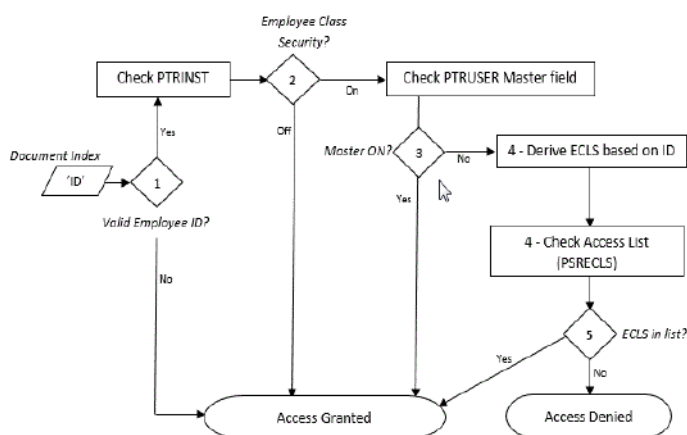 Employee Class
Security?
Check PTRINST
2
On
Check PTRUSER Master field
Yes
Off
Document Index
'ID'
1
Valid Employee ID?
Master ON?
3
No
4 - Derive ECLS based on ID
Yes
4 - Check Access List
(PSRECLS)
No
5
ECLS in list?
Yes
No
Access Granted
Access Denied